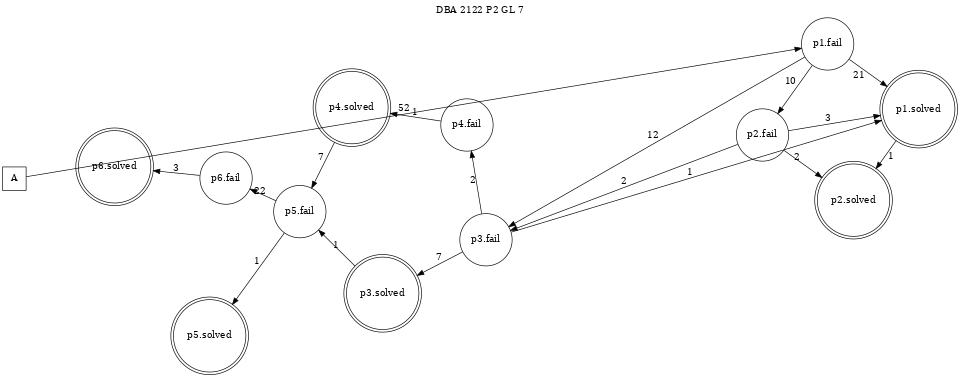 DBA 2122 P2 GL 7
p1.fail
p4.solved
52
1
p4.fail
21
10
p1.solved
3
p2.fail
12
2
1
p6.solved
3
p6.fail
7
2
2
1
p2.solved
A
22
p5.fail
p3.fail
1
7
1
p3.solved
p5.solved